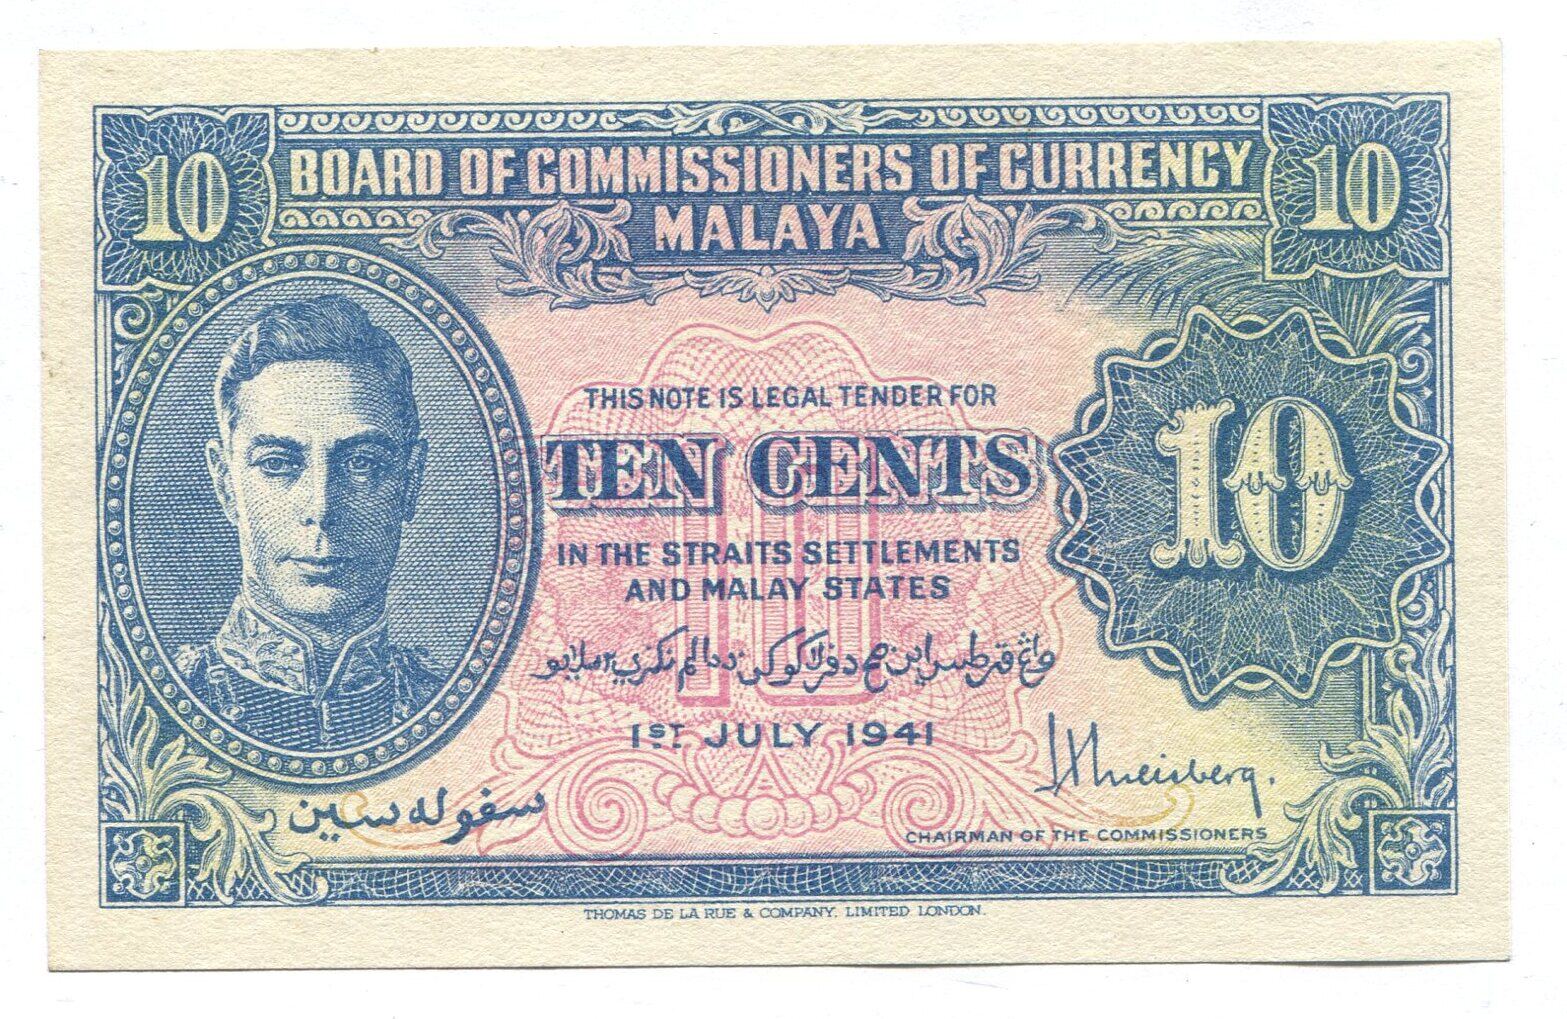 10
BOARD OF COMMISSIONERS OF CURRENCY
10
MALAYA
THIS NOTE IS LEGAL TENDER FOR
TEN CENTS
10
10
IN THE STRAITS SETTLEMENTS
AND MALAY STATES
1ST JULY 1941
سفوله سين
CHAIRMAN OF THE COMMISSIONERS
THOMAS DE LA RUE & COMPANY, LIMITED LONDON.